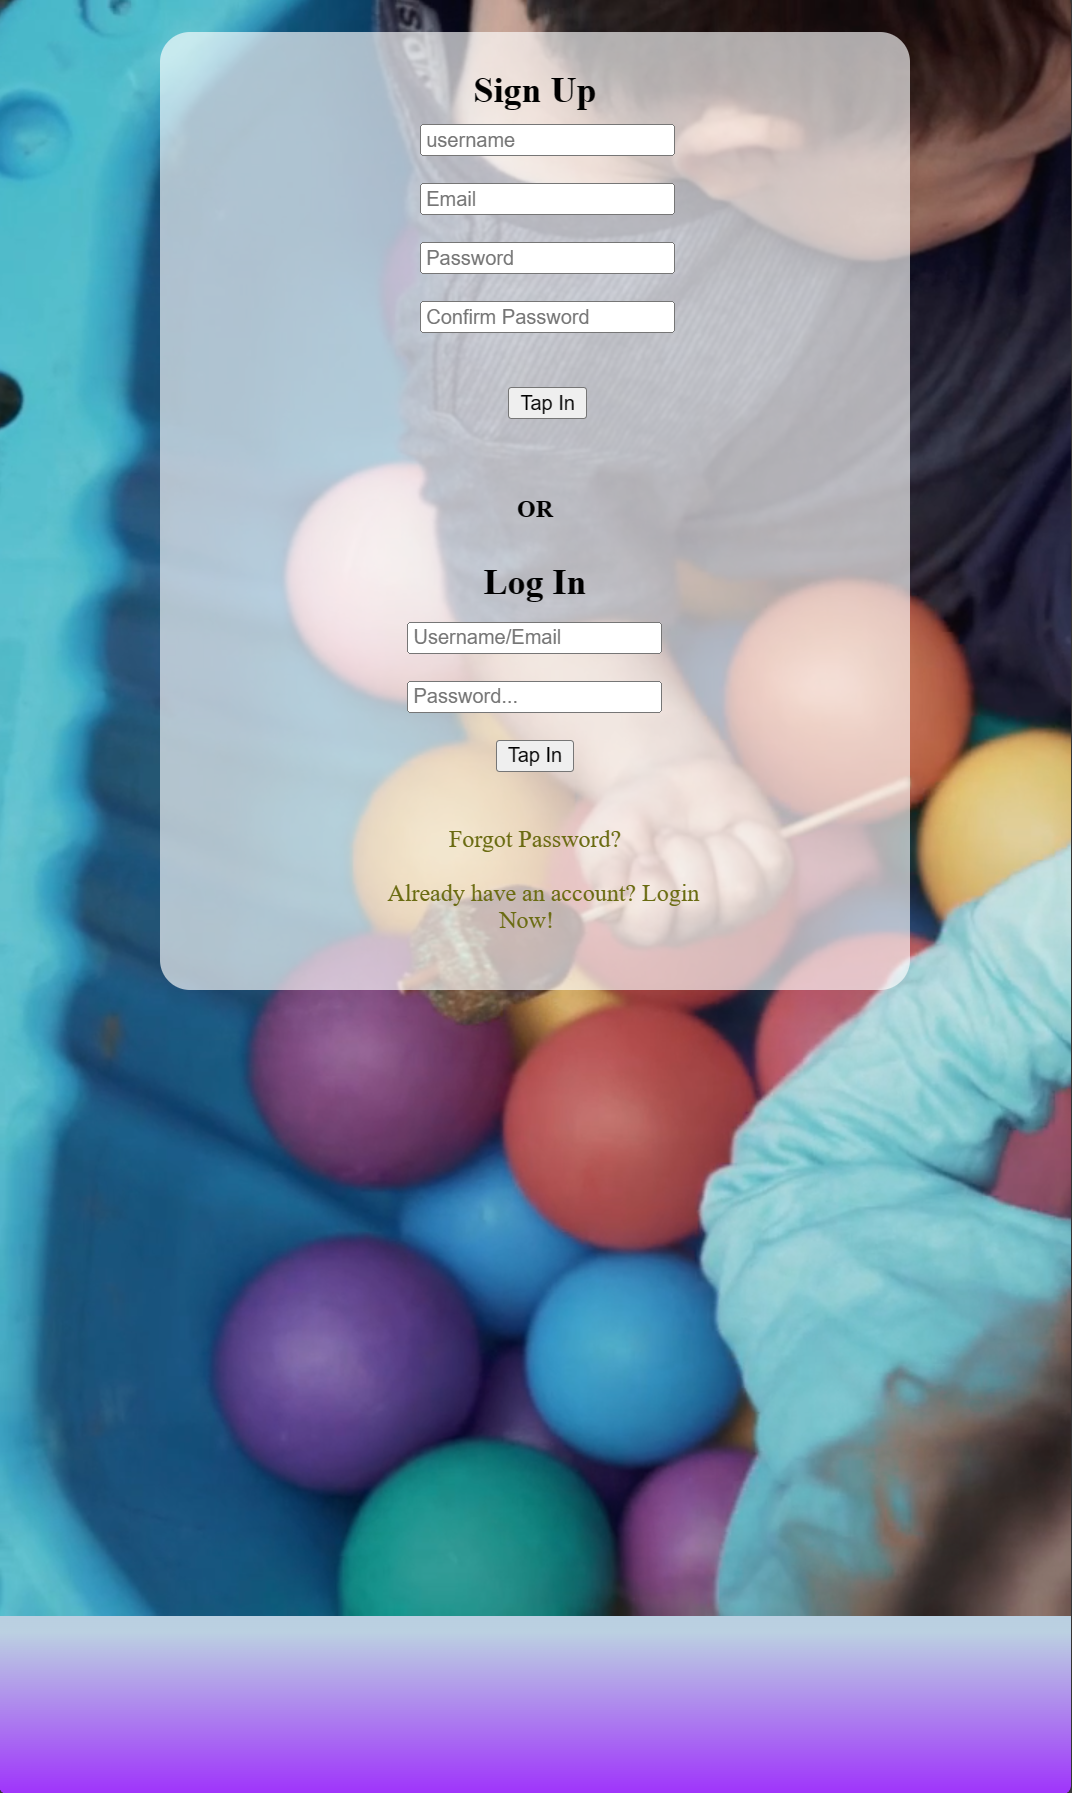 Sign Up
username
Email
Password
Confirm Password
Tap In
OR
Log In
Username/Email
Password...
Tap In
Forgot Password?
Already have an account? Login
Now!